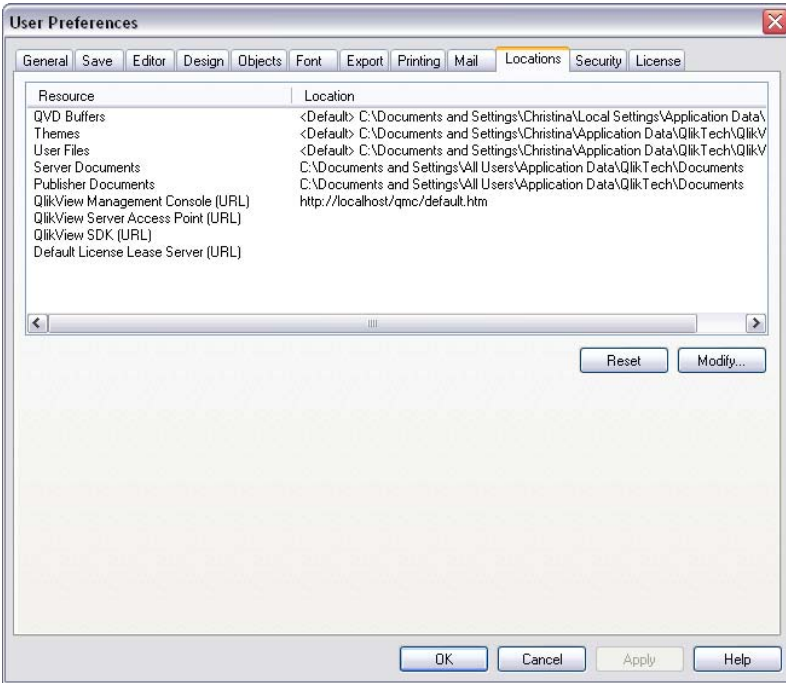 User Preferences
General Save Editor Design Objects Font Export Printing Mail Locations Security License
Resource Location
QVD Buffers <Default> C:\Documents and Settings\Christina\Local Settings\Application Data\
Themes <Default> C:\Documents and Settings\Christina\Application Data\QlikTech\QlikV
User Files <Default> C:\Documents and Settings\Christina\Application Data\QlikTech\QlikV
Server Documents C:\Documents and Settings\All Users\Application Data\QlikTech\Documents
Publisher Documents C:\Documents and Settings\All Users\Application Data\QlikTech\Documents
QlikView Management Console (URL) http://localhost/qmc/default.htm
QlikView Server Access Point (URL)
QlikView SDK (URL)
Default License Lease Server (URL)
Reset Modify...
OK Cancel Apply Help